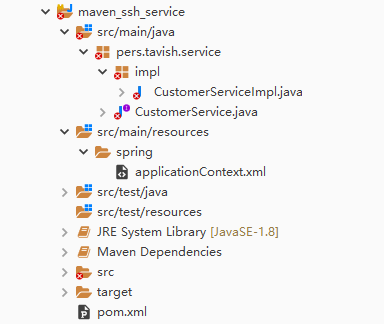 maven_ssh_service
src/main/java
pers.tavish.service
impl
CustomerServiceImpl.java
CustomerService.java
src/main/resources
spring
applicationContext.xml
src/test/java
src/test/resources
JRE System Library [JavaSE-1.8]
Maven Dependencies
src
target
pom.xml